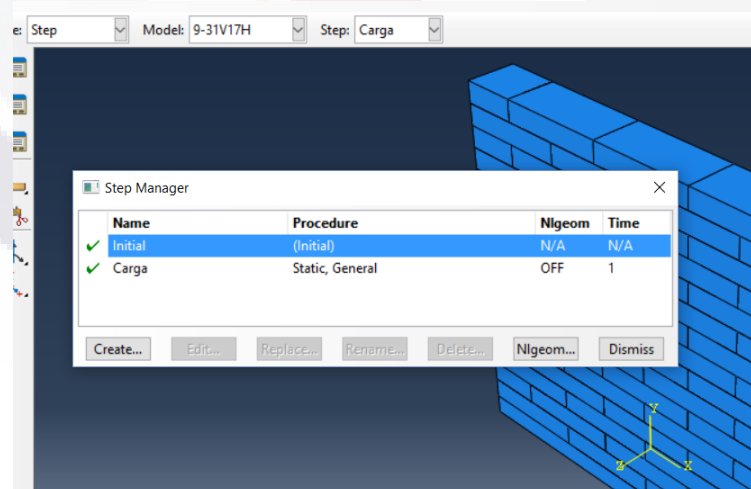 e: Step Model: 9-31V17H Step: Carga
Step Manager
Name Procedure Nlgeom Time
Initial (Initial) N/A N/A
Carga Static, General OFF 1
Create... Edit... Replace... Rename... Delete... Nlgeom... Dismiss
Y
Z X